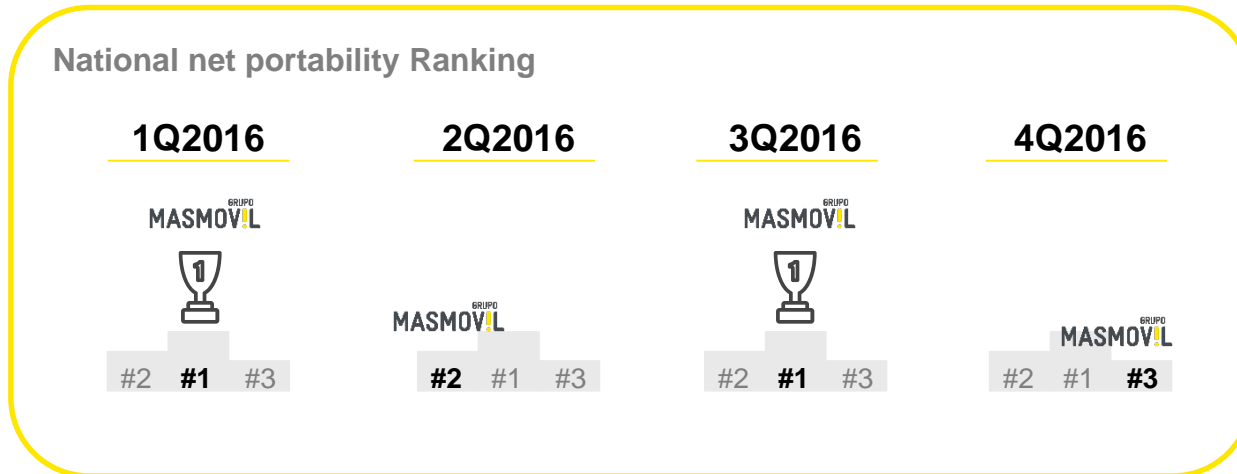 National net portability Ranking
1Q2016 2Q2016 3Q2016 4Q2016
GRUPO
MASMOV!L
1
#2 #1 #3
GRUPO
MASMOV!L
#2 #1 #3
GRUPO
MASMOV!L
1
#2 #1 #3
GRUPO
MASMOV!L
#2 #1 #3